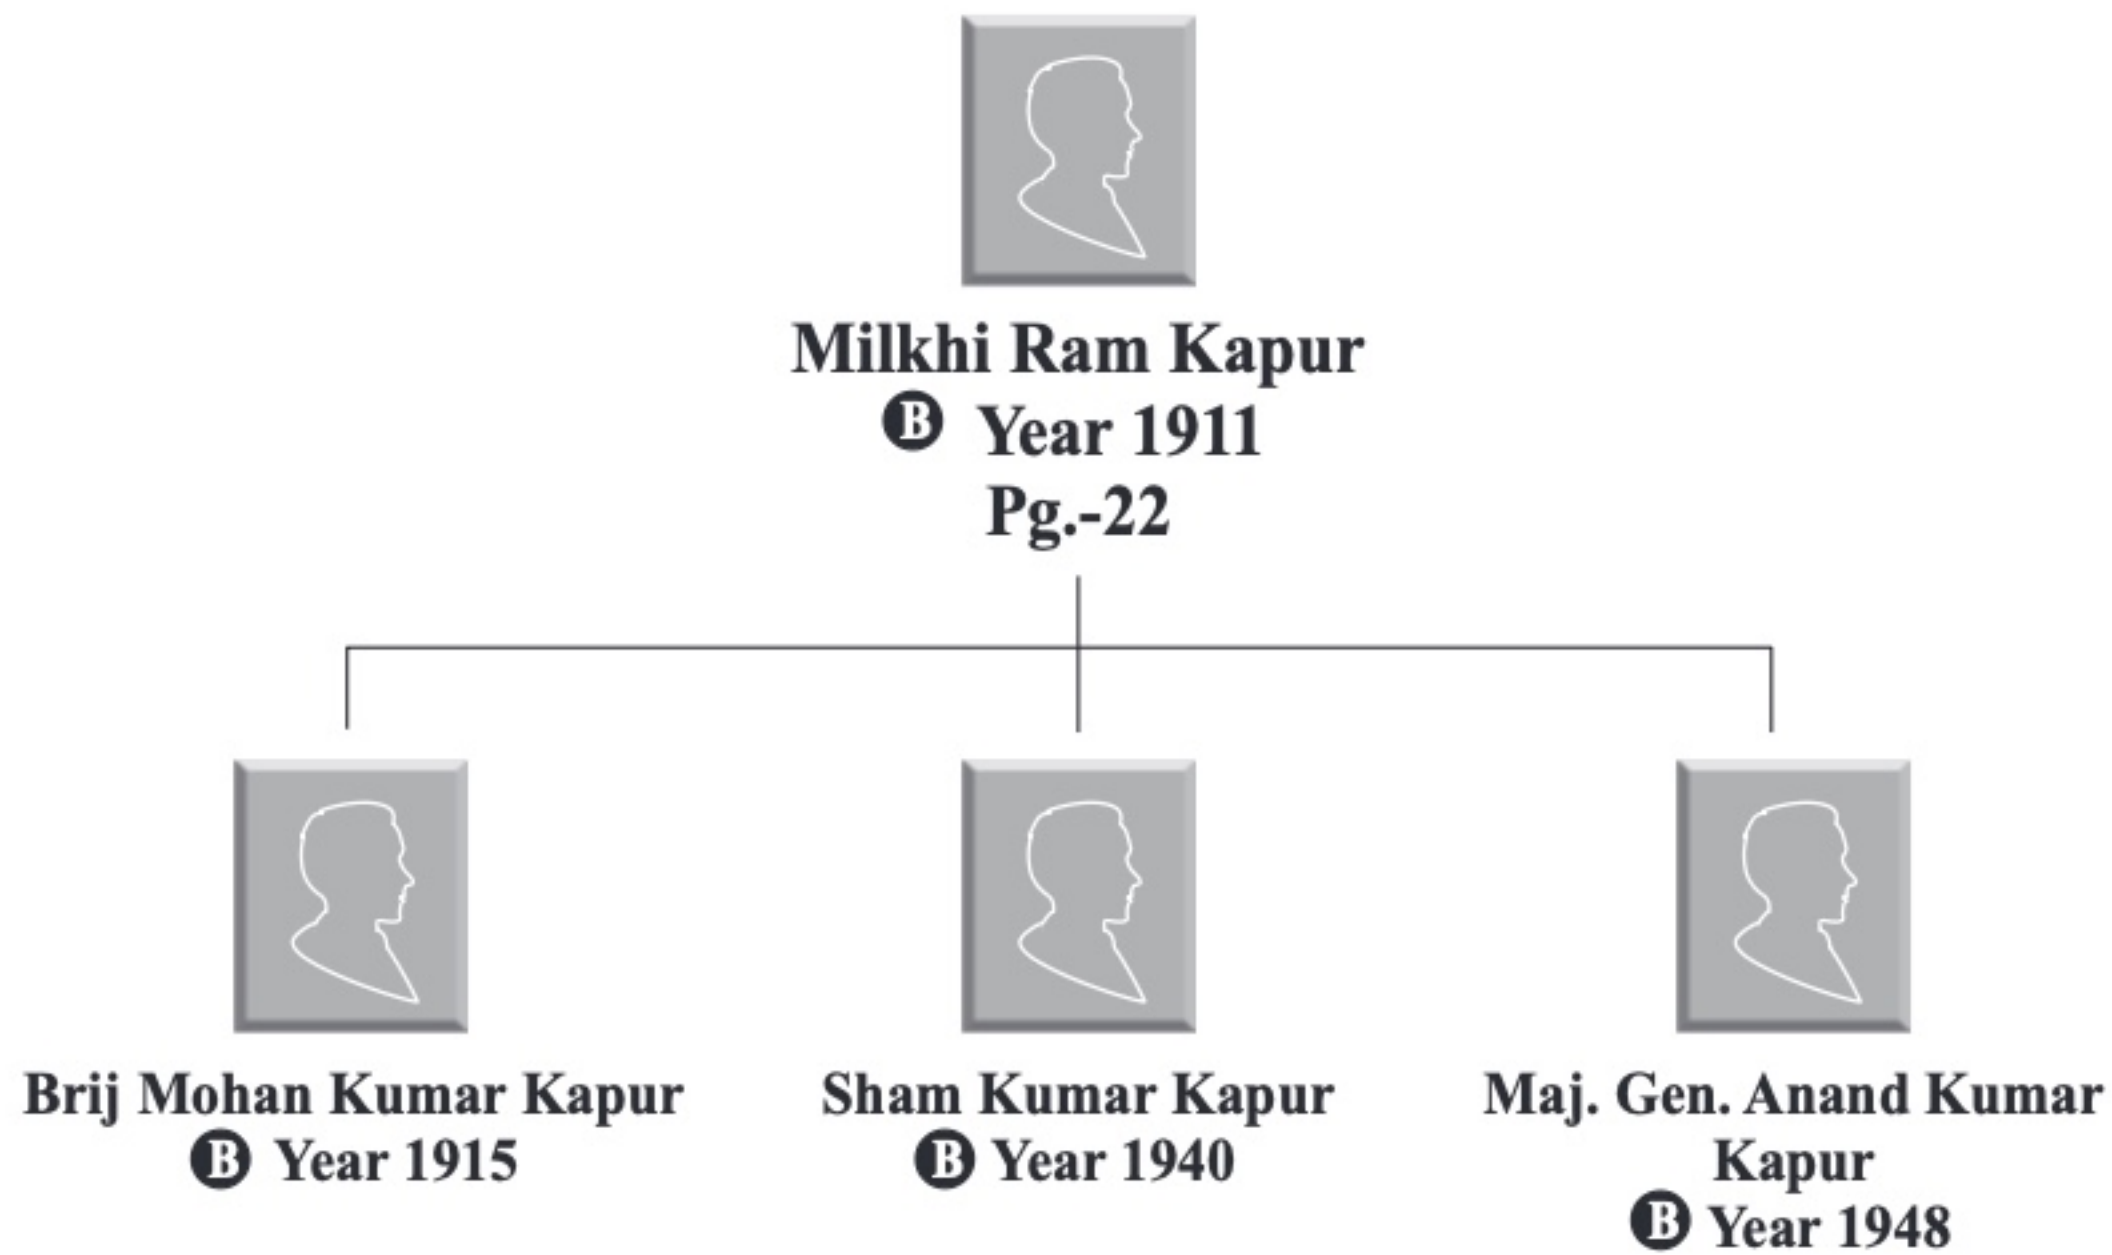 Milkhi Ram Kapur
B Year 1911
Pg.-22
Brij Mohan Kumar Kapur
B Year 1915
Sham Kumar Kapur
B Year 1940
Maj. Gen. Anand Kumar
Kapur
B Year 1948